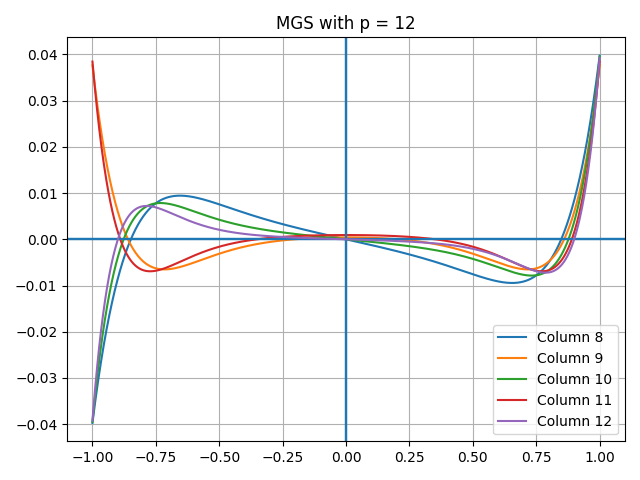 MGS with p = 12
0.04
0.03
0.02
0.01
0.00
−0.01
−0.02
−0.03
−0.04
−1.00 −0.75 −0.50 −0.25 0.00 0.25 0.50 0.75 1.00
Column 8
Column 9
Column 10
Column 11
Column 12